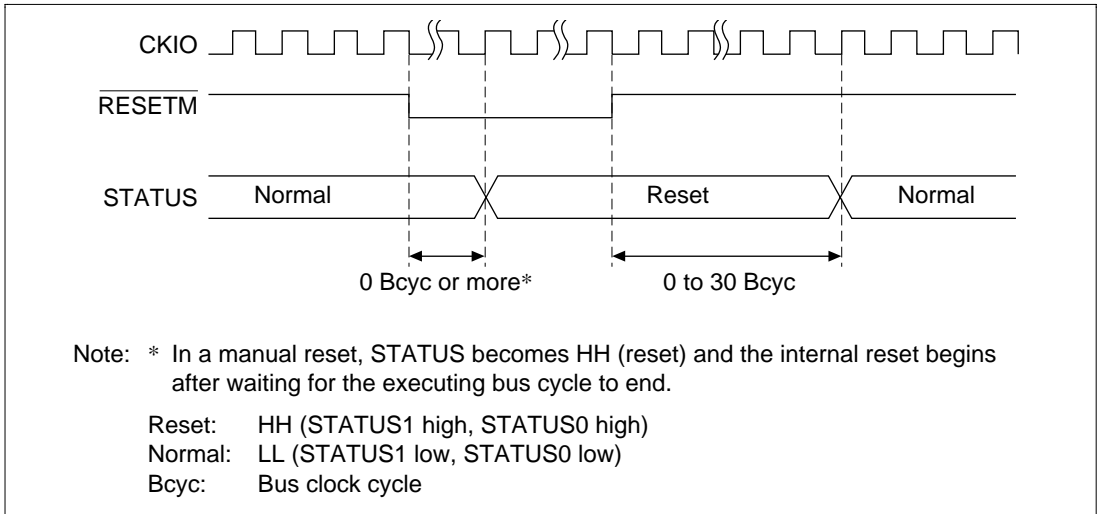 CKIO
RESETM
STATUS Normal Reset Normal
0 Bcyc or more* 0 to 30 Bcyc
Note: * In a manual reset, STATUS becomes HH (reset) and the internal reset begins
after waiting for the executing bus cycle to end.
Reset: HH (STATUS1 high, STATUS0 high)
Normal: LL (STATUS1 low, STATUS0 low)
Bcyc: Bus clock cycle